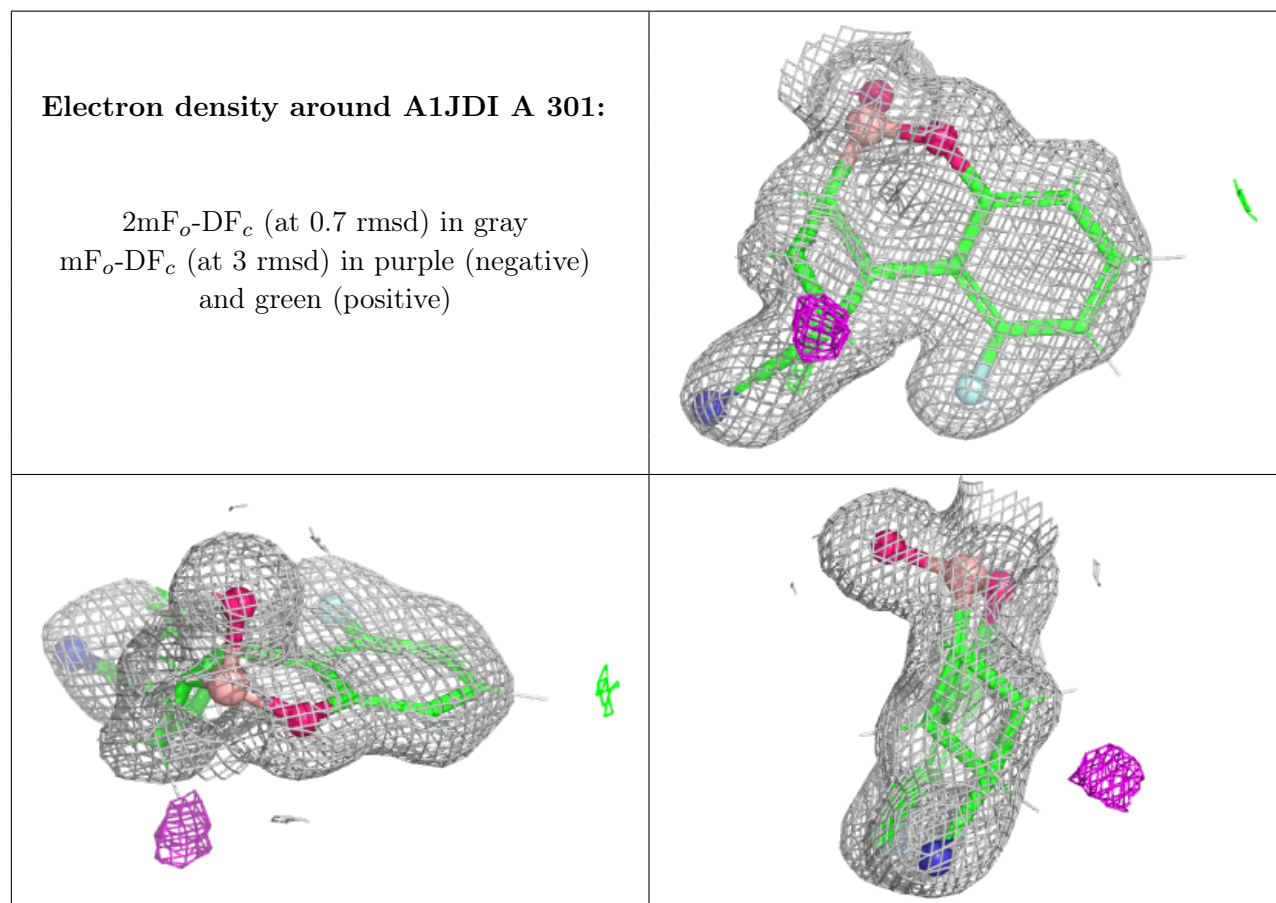 Electron density around A1JDI A 301:
2mFo-DFc (at 0.7 rmsd) in gray
mFo-DFc (at 3 rmsd) in purple (negative)
and green (positive)